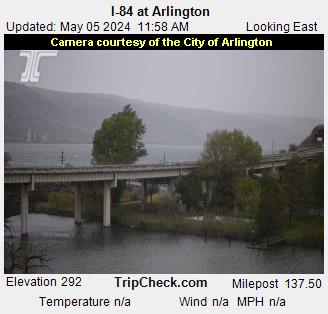 I-84 at Arlington
Updated: May 05 2024 11:58 AM Looking East
Camera courtesy of the City of Arlington
Elevation 292 TripCheck.com Milepost 137.50
Temperature n/a Wind n/a MPH n/a